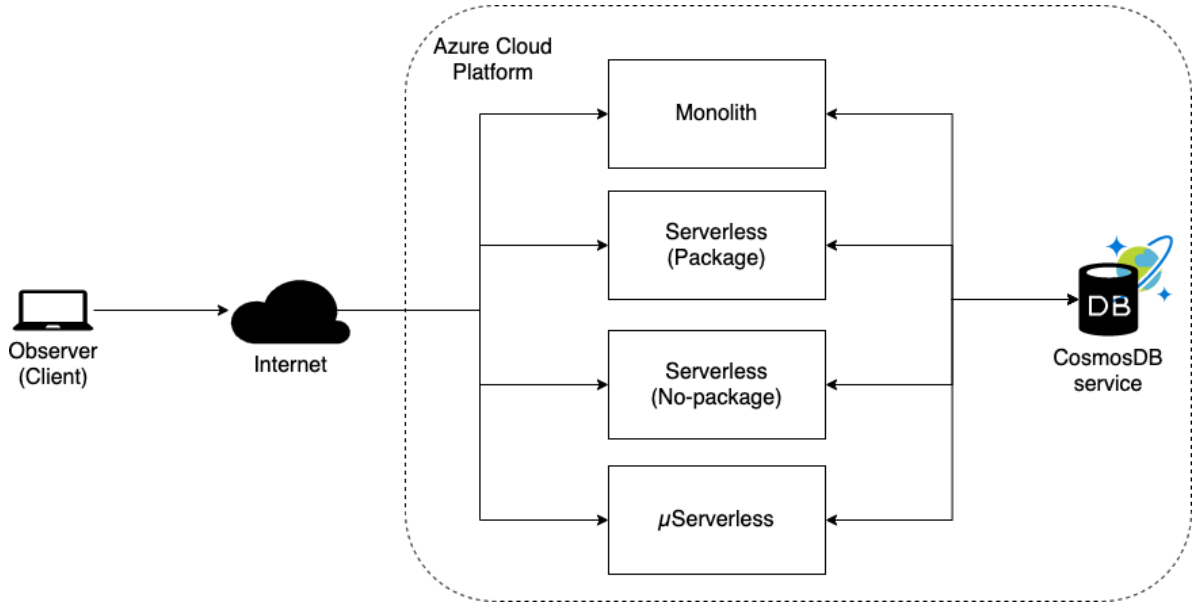 Azure Cloud
Platform
Monolith
Serverless
(Package)
Serverless
(No-package)
µServerless
Observer
(Client)
Internet
DB
CosmosDB
service